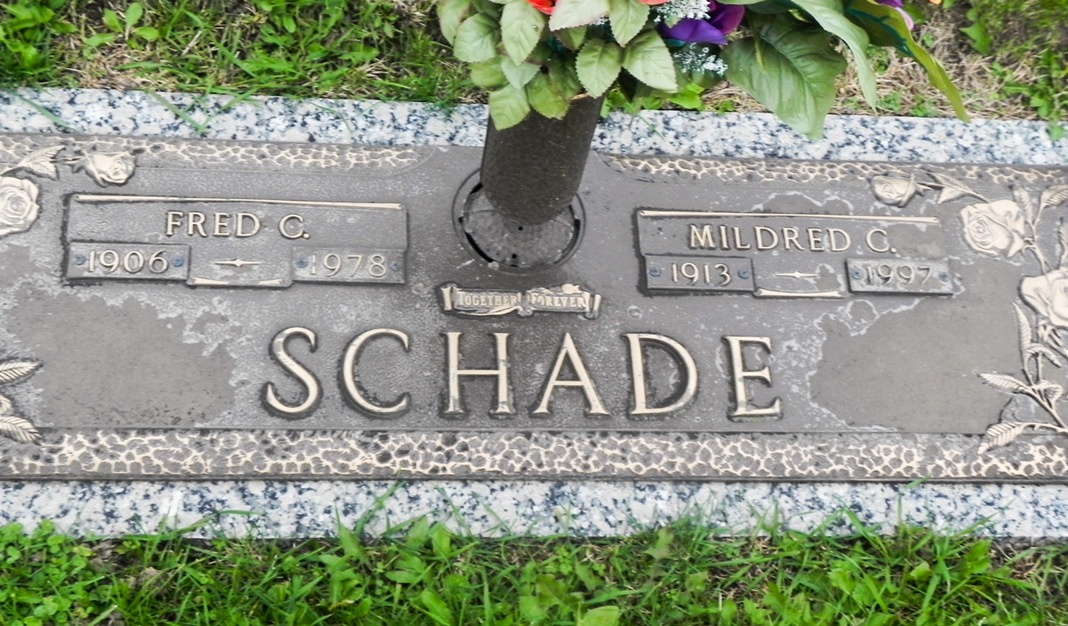 FRED C.
1906 1978
MILDRED C.
1913 1997
TOGETHER FOREVER
SCHADE